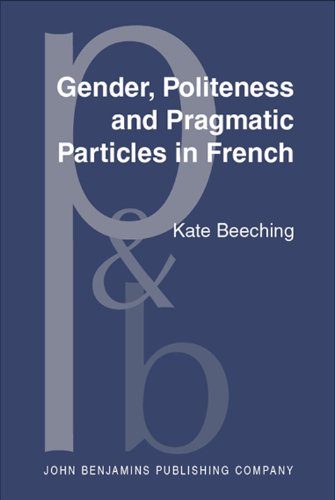 Gender, Politeness
and Pragmatic
Particles in French
p
&
b
Kate Beeching
JOHN BENJAMINS PUBLISHING COMPANY